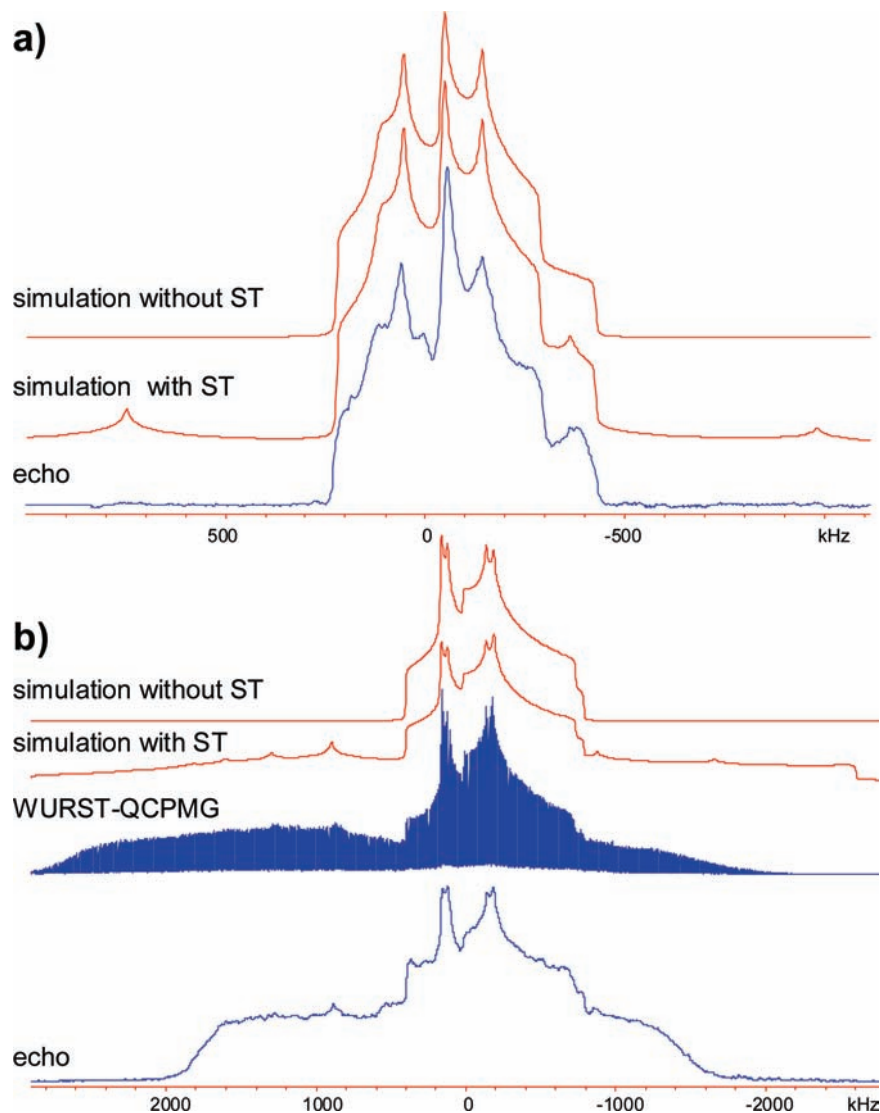 a)
simulation without ST
simulation with ST
echo
500 0 -500 kHz
b)
simulation without ST
simulation with ST
WURST-QCPMG
echo
2000 1000 0 -1000 -2000 kHz